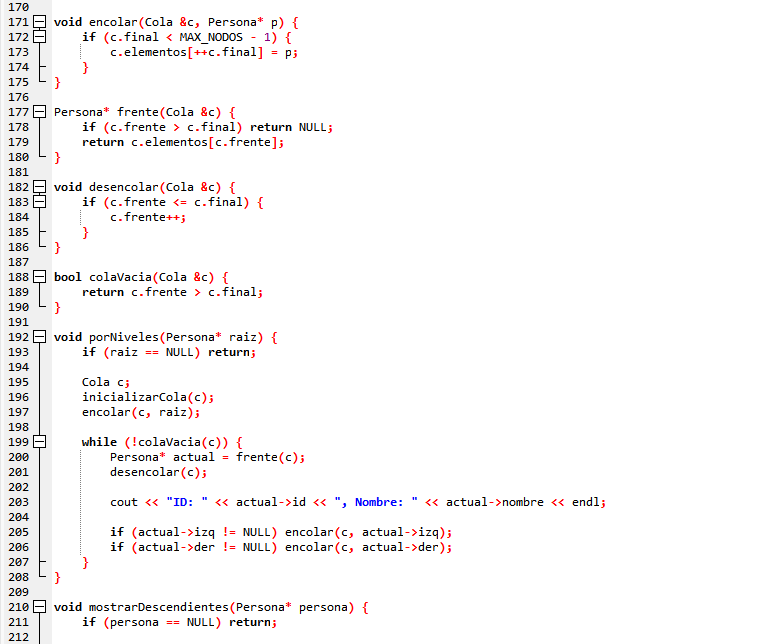 170
171 void encolar(Cola &c, Persona* p) {
172     if (c.final < MAX_NODOS - 1) {
173         c.elementos[++c.final] = p;
174     }
175 }
176
177 Persona* frente(Cola &c) {
178     if (c.frente > c.final) return NULL;
179     return c.elementos[c.frente];
180 }
181
182 void desencolar(Cola &c) {
183     if (c.frente <= c.final) {
184         c.frente++;
185     }
186 }
187
188 bool colaVacia(Cola &c) {
189     return c.frente > c.final;
190 }
191
192 void porNiveles(Persona* raiz) {
193     if (raiz == NULL) return;
194
195     Cola c;
196     inicializarCola(c);
197     encolar(c, raiz);
198
199     while (!colaVacia(c)) {
200         Persona* actual = frente(c);
201         desencolar(c);
202
203         cout << "ID: " << actual->id << ", Nombre: " << actual->nombre << endl;
204
205         if (actual->izq != NULL) encolar(c, actual->izq);
206         if (actual->der != NULL) encolar(c, actual->der);
207     }
208 }
209
210 void mostrarDescendientes(Persona* persona) {
211     if (persona == NULL) return;
212